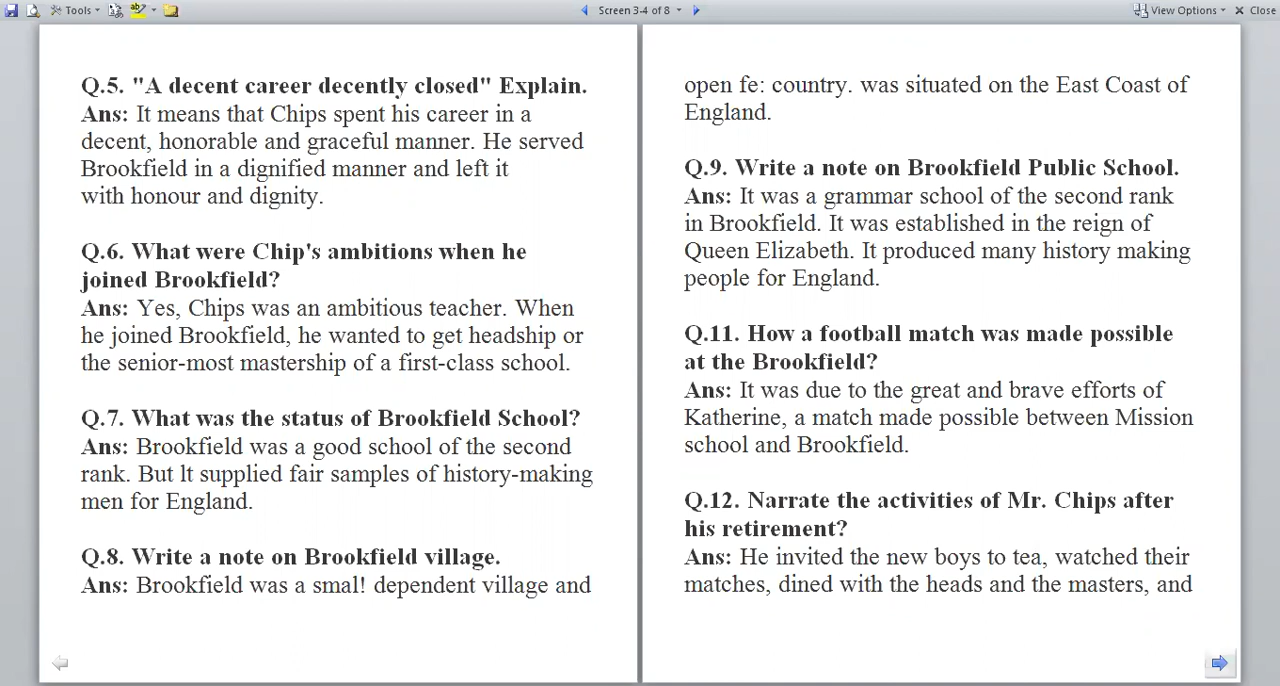 Tools
Screen 3-4 of 8
View Options
Close
Q.5. "A decent career decently closed" Explain.
Ans: It means that Chips spent his career in a
decent, honorable and graceful manner. He served
Brookfield in a dignified manner and left it
with honour and dignity.
Q.6. What were Chip's ambitions when he
joined Brookfield?
Ans: Yes, Chips was an ambitious teacher. When
he joined Brookfield, he wanted to get headship or
the senior-most mastership of a first-class school.
Q.7. What was the status of Brookfield School?
Ans: Brookfield was a good school of the second
rank. But lt supplied fair samples of history-making
men for England.
Q.8. Write a note on Brookfield village.
Ans: Brookfield was a smal! dependent village and
open fe: country. was situated on the East Coast of
England.
Q.9. Write a note on Brookfield Public School.
Ans: It was a grammar school of the second rank
in Brookfield. It was established in the reign of
Queen Elizabeth. It produced many history making
people for England.
Q.11. How a football match was made possible
at the Brookfield?
Ans: It was due to the great and brave efforts of
Katherine, a match made possible between Mission
school and Brookfield.
Q.12. Narrate the activities of Mr. Chips after
his retirement?
Ans: He invited the new boys to tea, watched their
matches, dined with the heads and the masters, and